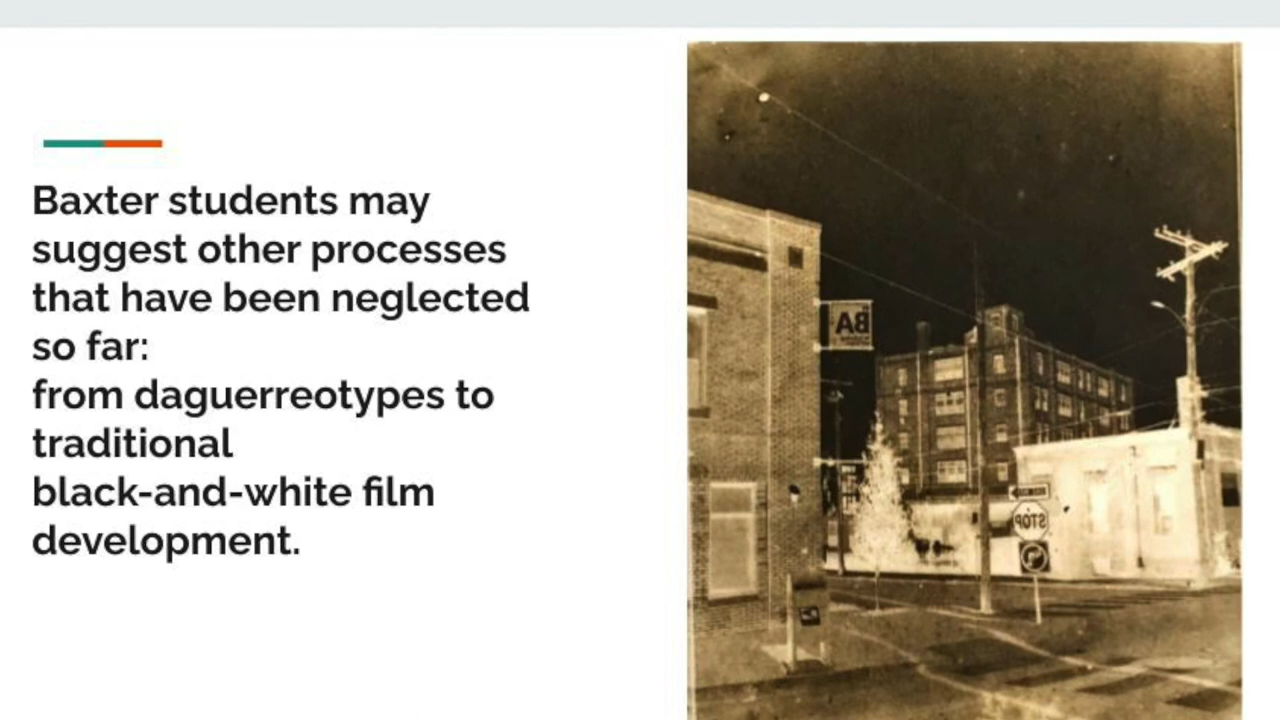 Baxter students may
suggest other processes
that have been neglected
so far:
from daguerreotypes to
traditional
black-and-white film
development.
BA
STOP